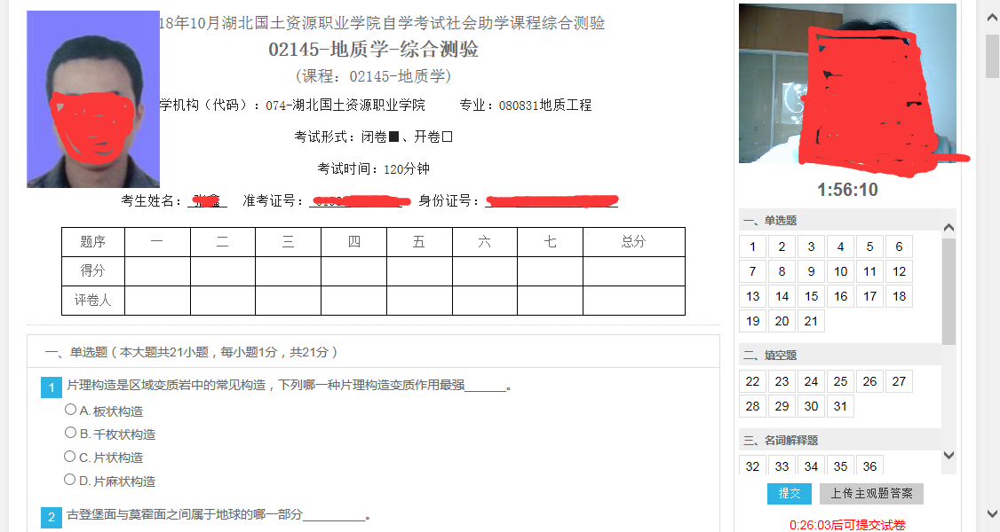 18年10月湖北国土资源职业学院自学考试社会助学课程综合测验
02145-地质学-综合测验
(课程：02145-地质学)
学机构（代码）：074-湖北国土资源职业学院 专业：080831地质工程
考试形式：闭卷■、开卷□
考试时间：120分钟
考生姓名： 准考证号： 身份证号：
题序 一 二 三 四 五 六 七 总分
得分
评卷人
一、单选题（本大题共21小题，每小题1分，共21分）
1 片理构造是区域变质岩中的常见构造，下列哪一种片理构造变质作用最强______。
A. 板状构造
B. 千枚状构造
C. 片状构造
D. 片麻状构造
2 古登堡面与莫霍面之间属于地球的哪一部分_________。
1:56:10
一、单选题
1 2 3 4 5 6
7 8 9 10 11 12
13 14 15 16 17 18
19 20 21
二、填空题
22 23 24 25 26 27
28 29 30 31
三、名词解释题
32 33 34 35 36
提交 上传主观题答案
0:26:03后可提交试卷